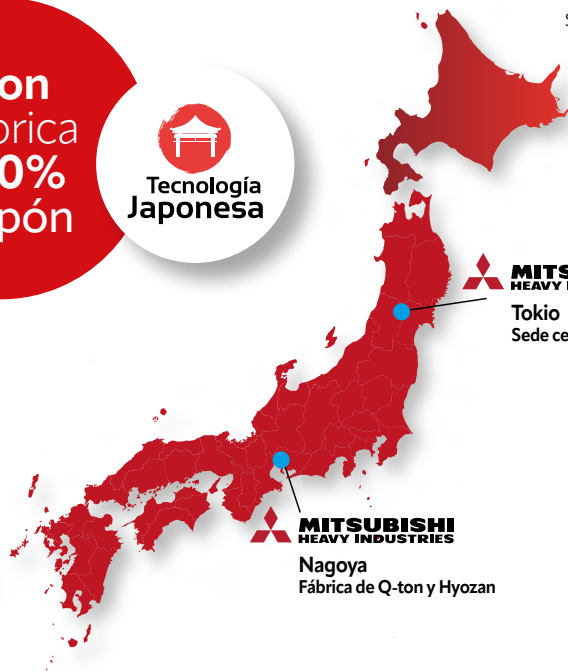 on
brica
0%
pón
Tecnología
Japonesa
MITS
HEAVY
Tokio
Sede ce
MITSUBISHI
HEAVY INDUSTRIES
Nagoya
Fábrica de Q-ton y Hyozan